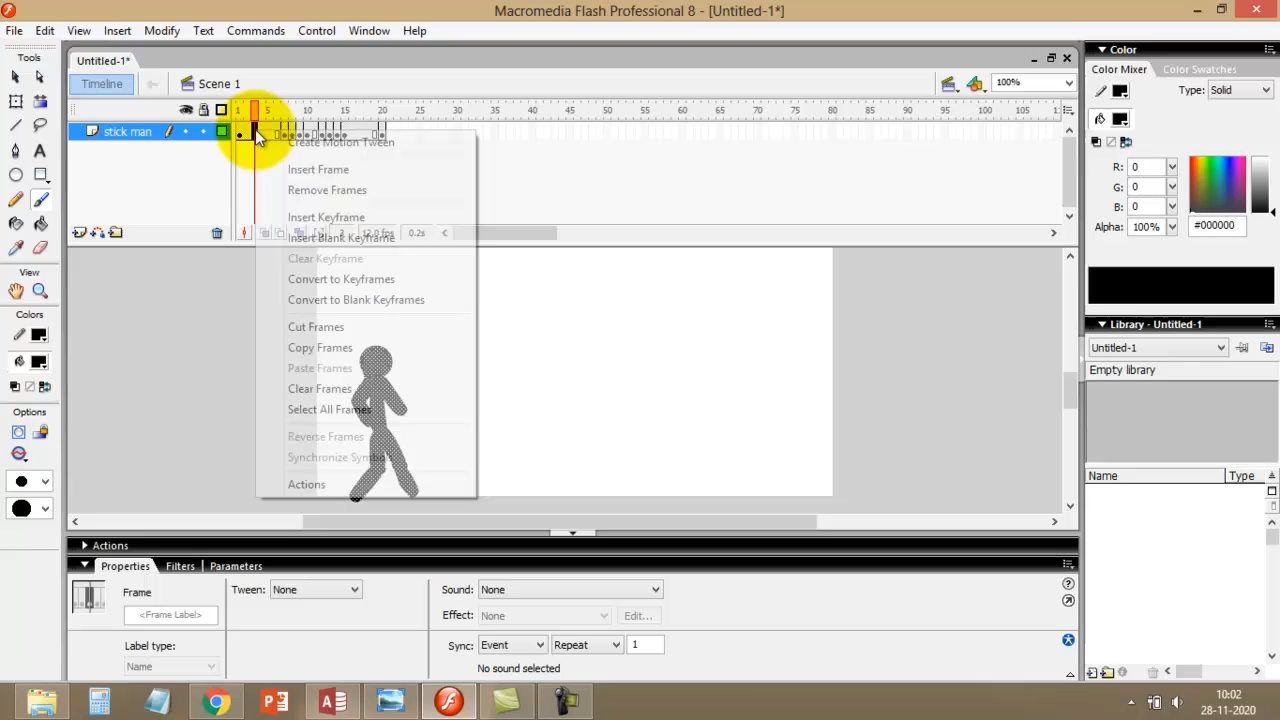 Macromedia Flash Professional 8 - [Untitled-1*]
File Edit View Insert Modify Text Commands Control Window Help
Tools
Untitled-1*
Timeline
Scene 1
100%
1 5 10 15 20 25 30 35 40 45 50 55 60 65 70 75 80 85 90 95 100 105
stick man
Create Motion Tween
Insert Frame
Remove Frames
Insert Keyframe
Insert Blank Keyframe
Clear Keyframe
Convert to Keyframes
Convert to Blank Keyframes
Cut Frames
Copy Frames
Paste Frames
Clear Frames
Select All Frames
Reverse Frames
Synchronize Symbols
Actions
3 12.0 fps 0.2s
View
Colors
Options
Actions
Properties Filters Parameters
Frame
<Frame Label>
Label type:
Name
Tween: None
Sound: None
Effect: None Edit...
Sync: Event Repeat 1
No sound selected
Color
Color Mixer Color Swatches
Type: Solid
R: 0
G: 0
B: 0
Alpha: 100% #000000
Library - Untitled-1
Untitled-1
Empty library
Name Type
10:02
28-11-2020